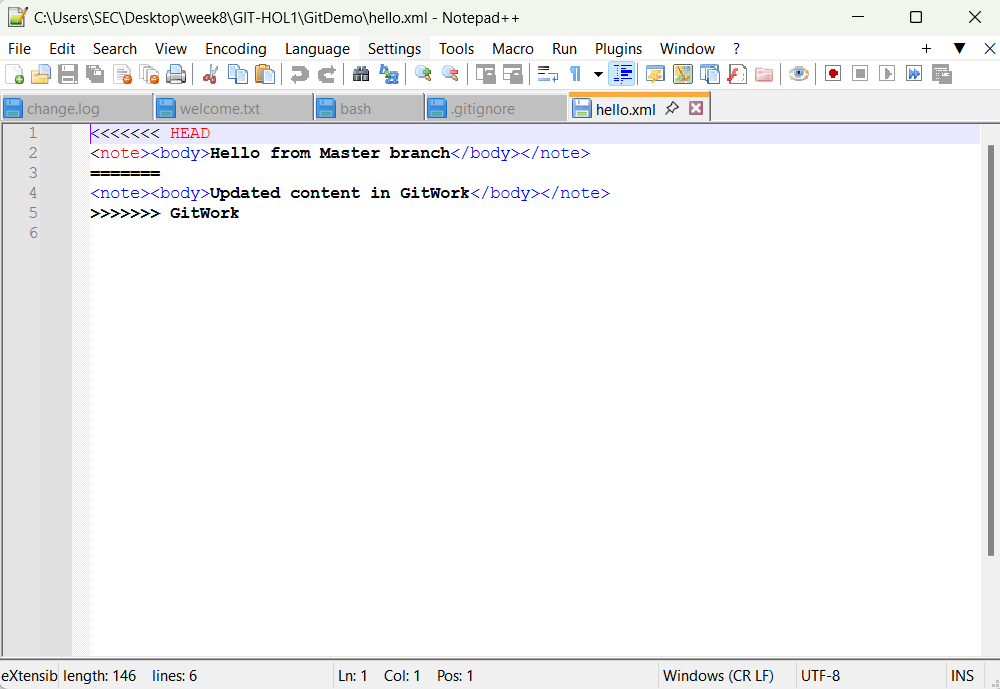 C:\Users\SEC\Desktop\week8\GIT-HOL1\GitDemo\hello.xml - Notepad++
File Edit Search View Encoding Language Settings Tools Macro Run Plugins Window ?
change.log welcome.txt bash .gitignore hello.xml
1 <<<<<<< HEAD
2 <note><body>Hello from Master branch</body></note>
3 =======
4 <note><body>Updated content in GitWork</body></note>
5 >>>>>>> GitWork
6
eXtensib length: 146 lines: 6 Ln: 1 Col: 1 Pos: 1 Windows (CR LF) UTF-8 INS